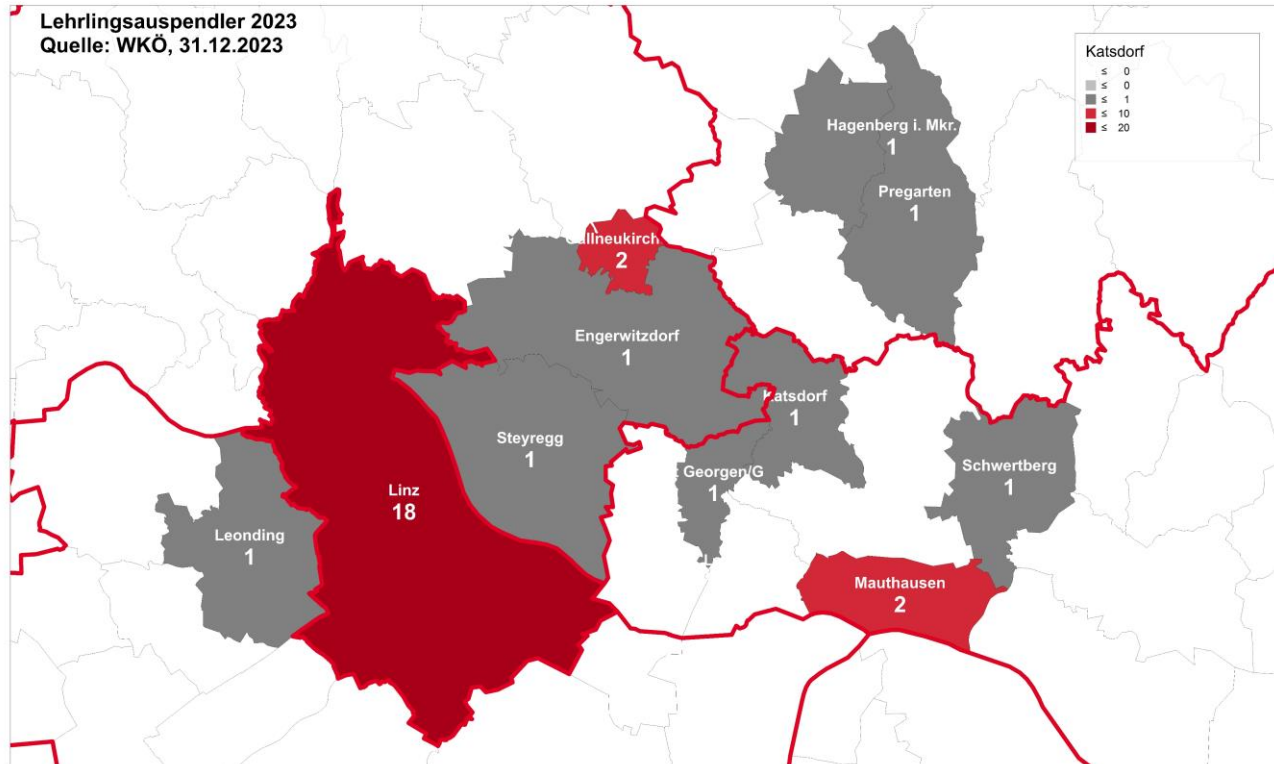 Lehrlingsauspendler 2023
Quelle: WKÖ, 31.12.2023
Katsdorf
≤ 0
≤ 0
≤ 1
≤ 10
≤ 20
Hagenberg i. Mkr.
1
Pregarten
1
Gallneukirch
2
Engerwitzdorf
1
Katsdorf
1
Steyregg
1
Schwertberg
1
Georgen/G
1
Linz
18
Leonding
1
Mauthausen
2